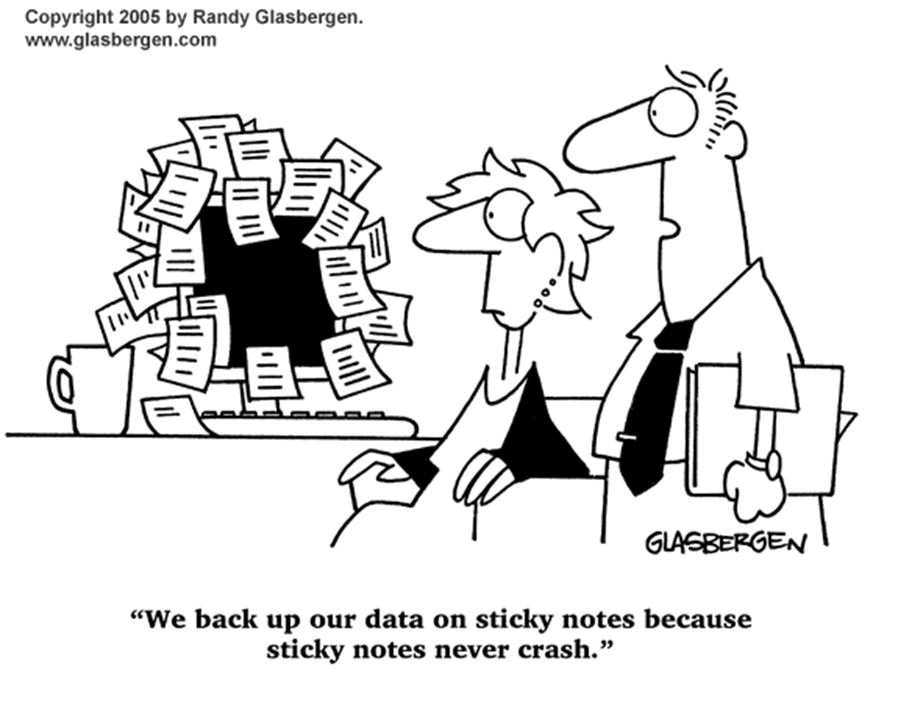 Copyright 2005 by Randy Glasbergen.
www.glasbergen.com
GLASBERGEN
“We back up our data on sticky notes because
sticky notes never crash.”